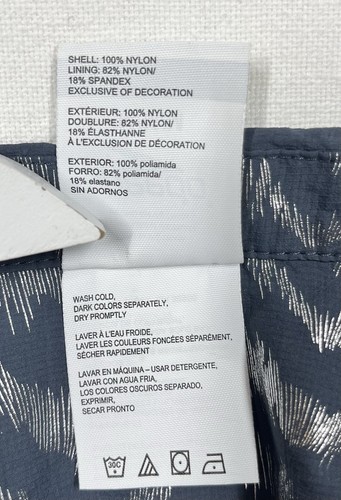 SHELL: 100% NYLON
LINING: 82% NYLON/
18% SPANDEX
EXCLUSIVE OF DECORATION
EXTÉRIEUR: 100% NYLON
DOUBLURE: 82% NYLON/
18% ÉLASTHANNE
À L'EXCLUSION DE DÉCORATION
EXTERIOR: 100% poliamida
FORRO: 82% poliamida/
18% elastano
SIN ADORNOS
WASH COLD,
DARK COLORS SEPARATELY,
DRY PROMPTLY
LAVER À L'EAU FROIDE,
LAVER LES COULEURS FONCÉES SÉPARÉMENT,
SÉCHER RAPIDEMENT
LAVAR EN MÁQUINA – USAR DETERGENTE,
LAVAR CON AGUA FRIA,
LOS COLORES OSCUROS SEPARADO,
EXPRIMIR,
SECAR PRONTO
30C